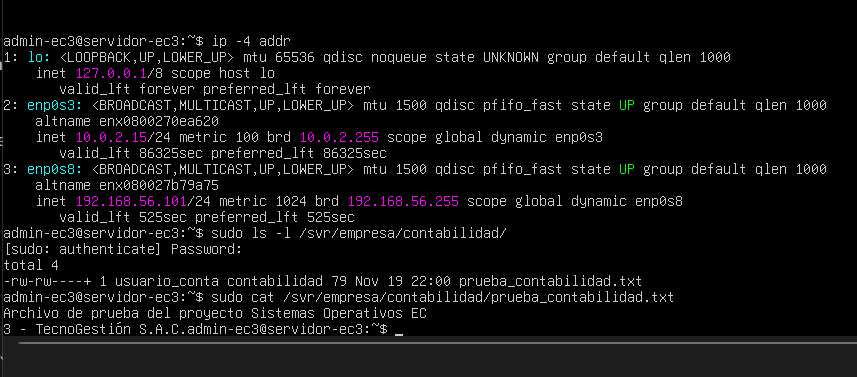 admin-ec3@servidor-ec3:~$ ip -4 addr
1: lo: <LOOPBACK,UP,LOWER_UP> mtu 65536 qdisc noqueue state UNKNOWN group default qlen 1000
    inet 127.0.0.1/8 scope host lo
       valid_lft forever preferred_lft forever
2: enp0s3: <BROADCAST,MULTICAST,UP,LOWER_UP> mtu 1500 qdisc pfifo_fast state UP group default qlen 1000
    altname enx0800270ea620
    inet 10.0.2.15/24 metric 100 brd 10.0.2.255 scope global dynamic enp0s3
       valid_lft 86325sec preferred_lft 86325sec
3: enp0s8: <BROADCAST,MULTICAST,UP,LOWER_UP> mtu 1500 qdisc pfifo_fast state UP group default qlen 1000
    altname enx080027b79a75
    inet 192.168.56.101/24 metric 1024 brd 192.168.56.255 scope global dynamic enp0s8
       valid_lft 525sec preferred_lft 525sec
admin-ec3@servidor-ec3:~$ sudo ls -l /svr/empresa/contabilidad/
[sudo: authenticate] Password:
total 4
-rw-rw----+ 1 usuario_conta contabilidad 79 Nov 19 22:00 prueba_contabilidad.txt
admin-ec3@servidor-ec3:~$ sudo cat /svr/empresa/contabilidad/prueba_contabilidad.txt
Archivo de prueba del proyecto Sistemas Operativos EC
3 - TecnoGestión S.A.C.admin-ec3@servidor-ec3:~$ _